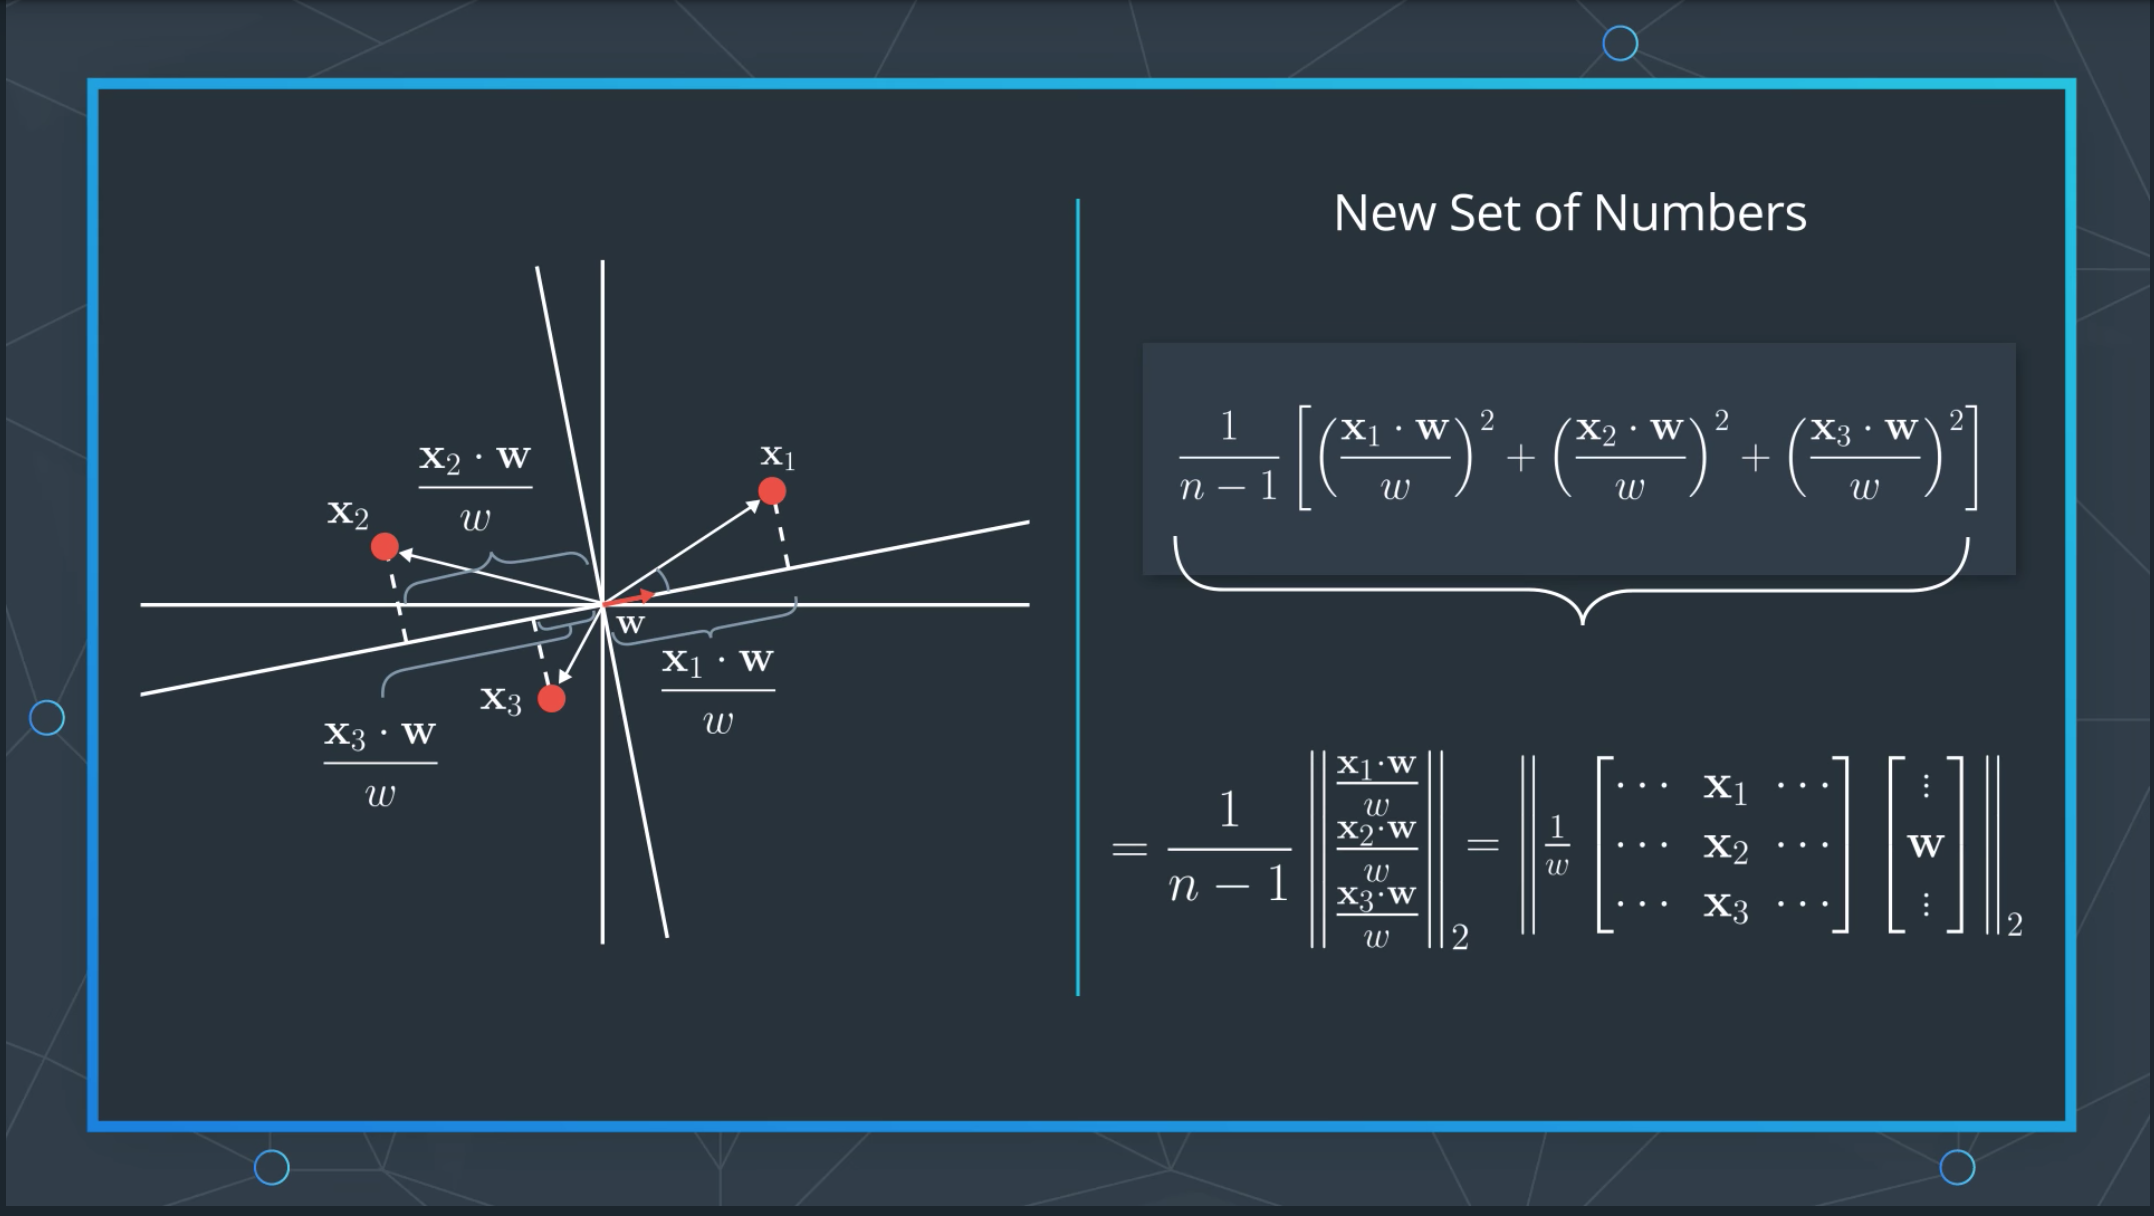 New Set of Numbers
\frac{1}{n-1}\left[\left(\frac{\mathbf{x}_1 \cdot \mathbf{w}}{w}\right)^2 + \left(\frac{\mathbf{x}_2 \cdot \mathbf{w}}{w}\right)^2 + \left(\frac{\mathbf{x}_3 \cdot \mathbf{w}}{w}\right)^2\right]
= \frac{1}{n-1}\left\|\begin{matrix}\frac{\mathbf{x}_1 \cdot \mathbf{w}}{w}\\ \frac{\mathbf{x}_2 \cdot \mathbf{w}}{w}\\ \frac{\mathbf{x}_3 \cdot \mathbf{w}}{w}\end{matrix}\right\|_2 = \left\|\frac{1}{w}\begin{bmatrix}\cdots & \mathbf{x}_1 & \cdots\\ \cdots & \mathbf{x}_2 & \cdots\\ \cdots & \mathbf{x}_3 & \cdots\end{bmatrix}\begin{bmatrix}\vdots\\ \mathbf{w}\\ \vdots\end{bmatrix}\right\|_2
\frac{\mathbf{x}_2 \cdot \mathbf{w}}{w}
\mathbf{x}_1
\mathbf{x}_2
\mathbf{w}
\frac{\mathbf{x}_1 \cdot \mathbf{w}}{w}
\mathbf{x}_3
\frac{\mathbf{x}_3 \cdot \mathbf{w}}{w}